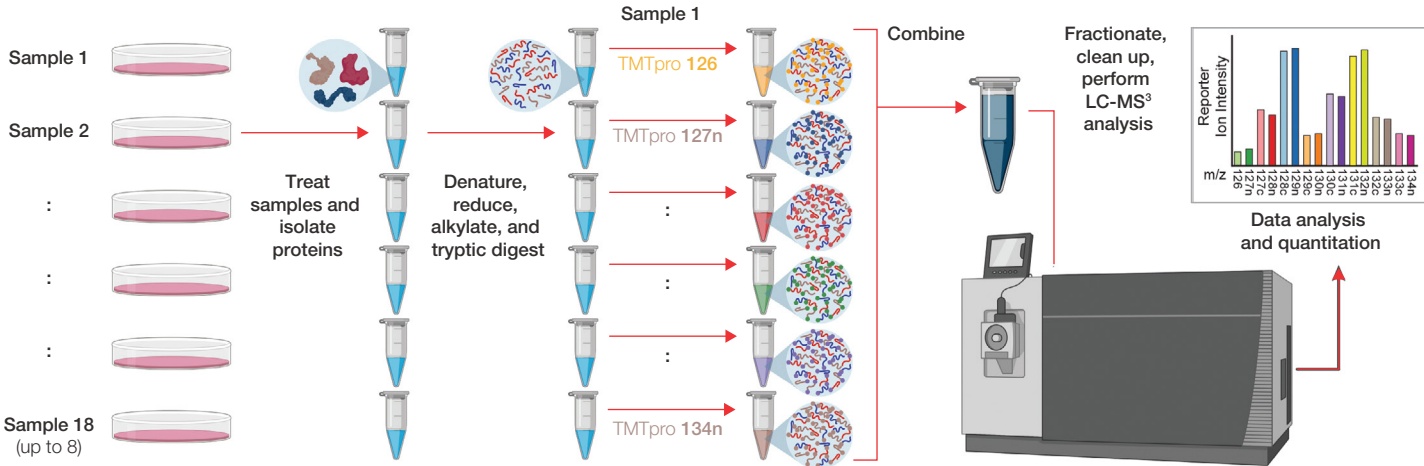 Sample 1
Sample 2
:
:
:
Sample 18
(up to 8)
Treat
samples and
isolate
proteins
Denature,
reduce,
alkylate, and
tryptic digest
Sample 1
TMTpro 126
TMTpro 127n
:
:
:
TMTpro 134n
Combine
Fractionate,
clean up,
perform
LC-MS³
analysis
Reporter
Ion Intensity
m/z
126
127n
127c
128n
128c
129n
129c
130n
130c
131n
131c
132n
132c
133n
133c
134n
Data analysis
and quantitation